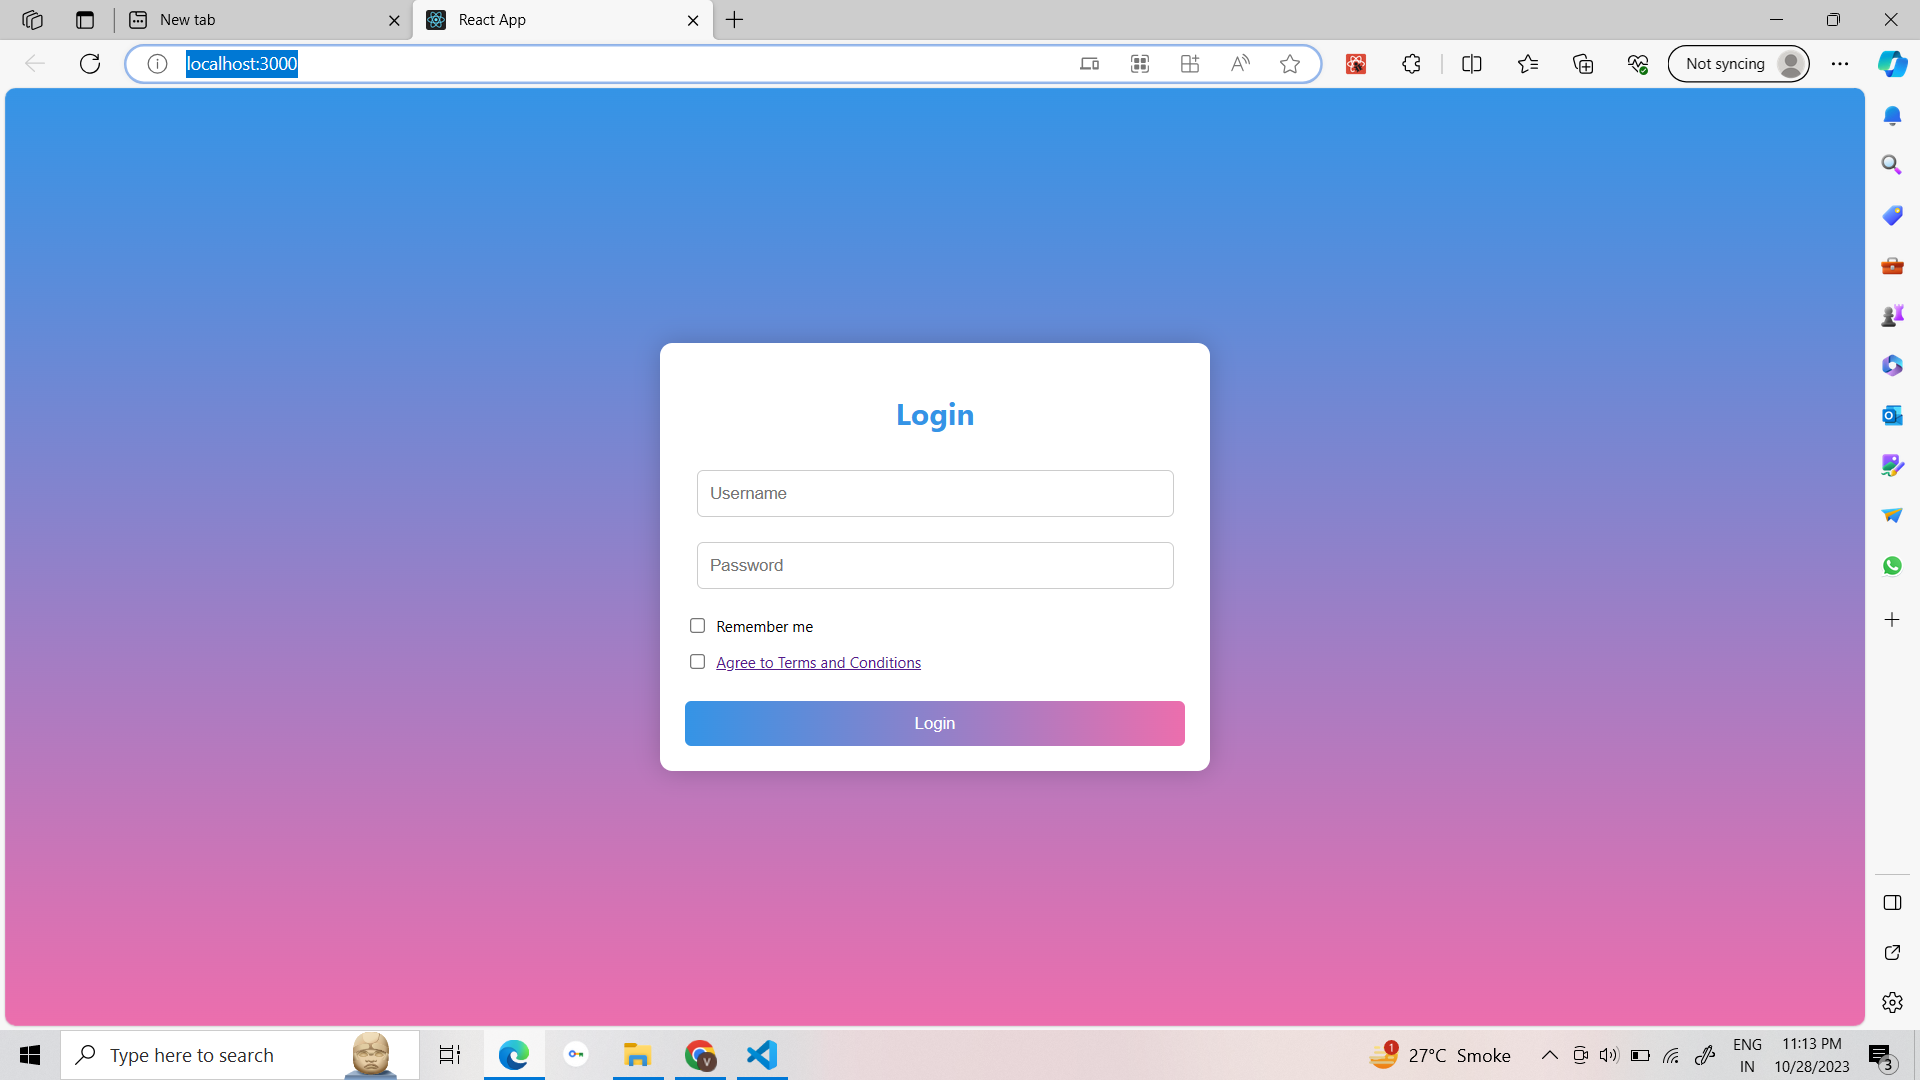 New tab
React App
localhost:3000
Not syncing
Login
Username
Password
Remember me
Agree to Terms and Conditions
Login
Type here to search
1
27°C Smoke
ENG
IN
11:13 PM
10/28/2023
3
V